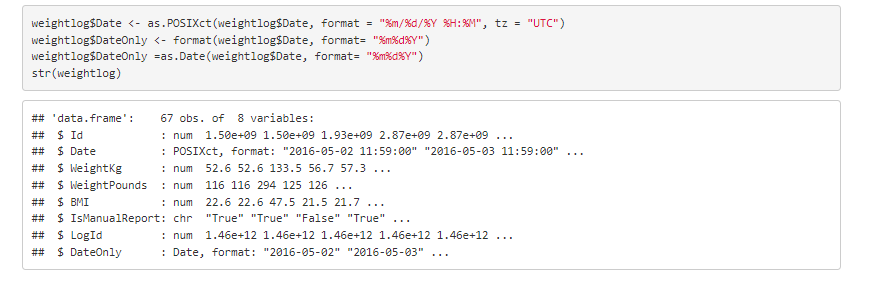 weightlog$Date <- as.POSIXct(weightlog$Date, format = "%m/%d/%Y %H:%M", tz = "UTC")
weightlog$DateOnly <- format(weightlog$Date, format= "%m%d%Y")
weightlog$DateOnly =as.Date(weightlog$Date, format= "%m%d%Y")
str(weightlog)
## 'data.frame':    67 obs. of  8 variables:
##  $ Id            : num  1.50e+09 1.50e+09 1.93e+09 2.87e+09 2.87e+09 ...
##  $ Date          : POSIXct, format: "2016-05-02 11:59:00" "2016-05-03 11:59:00" ...
##  $ WeightKg      : num  52.6 52.6 133.5 56.7 57.3 ...
##  $ WeightPounds  : num  116 116 294 125 126 ...
##  $ BMI           : num  22.6 22.6 47.5 21.5 21.7 ...
##  $ IsManualReport: chr  "True" "True" "False" "True" ...
##  $ LogId         : num  1.46e+12 1.46e+12 1.46e+12 1.46e+12 1.46e+12 ...
##  $ DateOnly      : Date, format: "2016-05-02" "2016-05-03" ...